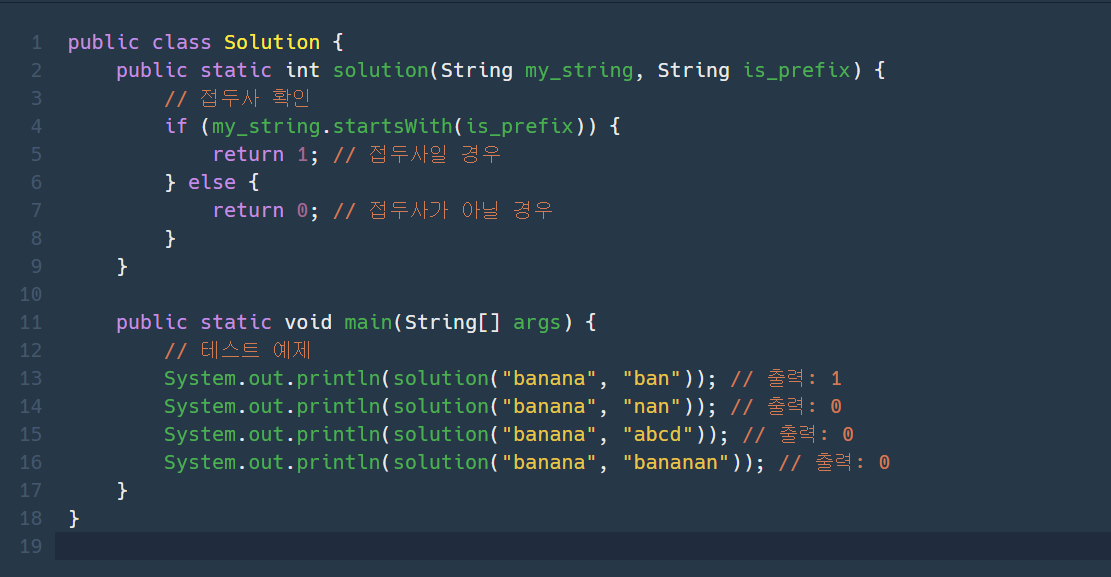 1 public class Solution {
2 public static int solution(String my_string, String is_prefix) {
3 // 접두사 확인
4 if (my_string.startsWith(is_prefix)) {
5 return 1; // 접두사일 경우
6 } else {
7 return 0; // 접두사가 아닐 경우
8 }
9 }
10
11 public static void main(String[] args) {
12 // 테스트 예제
13 System.out.println(solution("banana", "ban")); // 출력: 1
14 System.out.println(solution("banana", "nan")); // 출력: 0
15 System.out.println(solution("banana", "abcd")); // 출력: 0
16 System.out.println(solution("banana", "bananan")); // 출력: 0
17 }
18 }
19